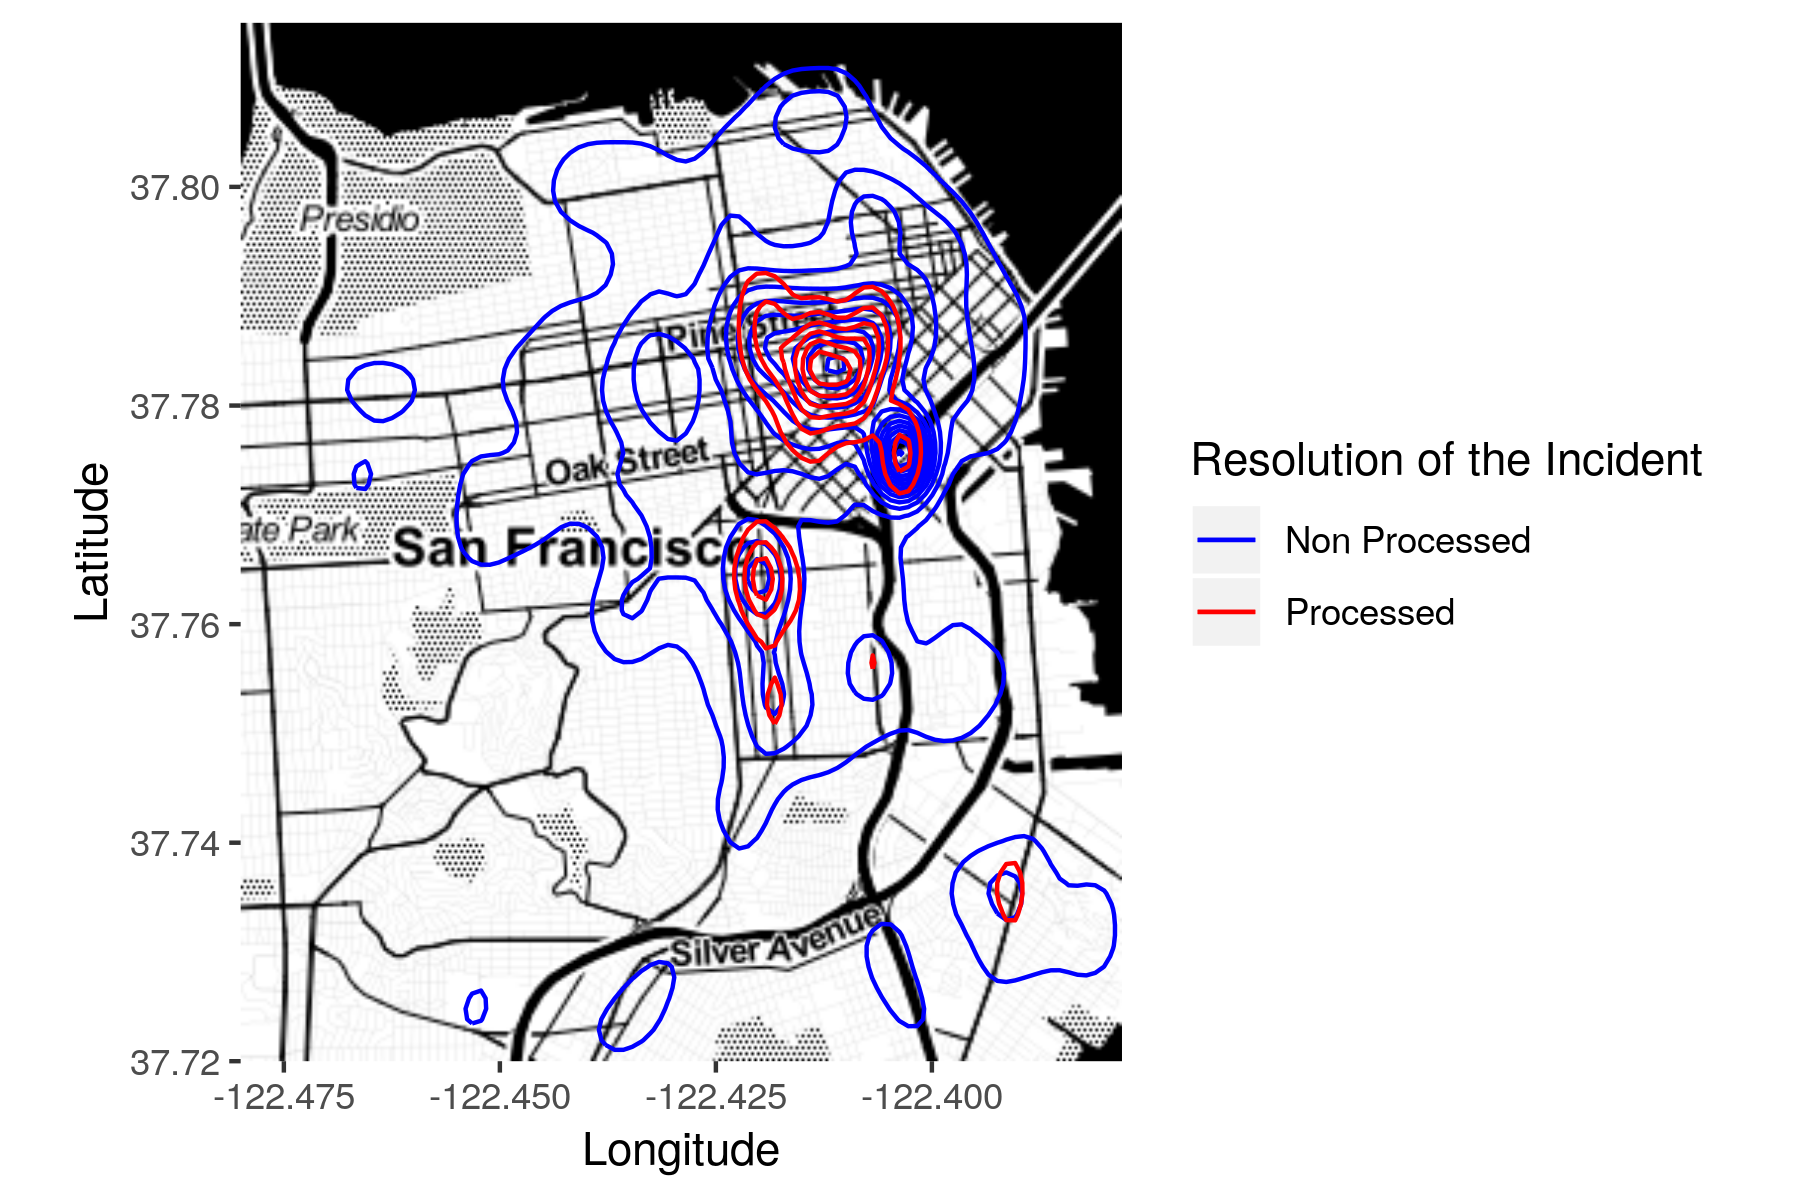 37.80
37.78
37.76
37.74
37.72
Latitude
Presidio
Pine Street
Oak Street
ate Park
San Francisco
Silver Avenue
-122.475
-122.450
-122.425
-122.400
Longitude
Resolution of the Incident
Non Processed
Processed